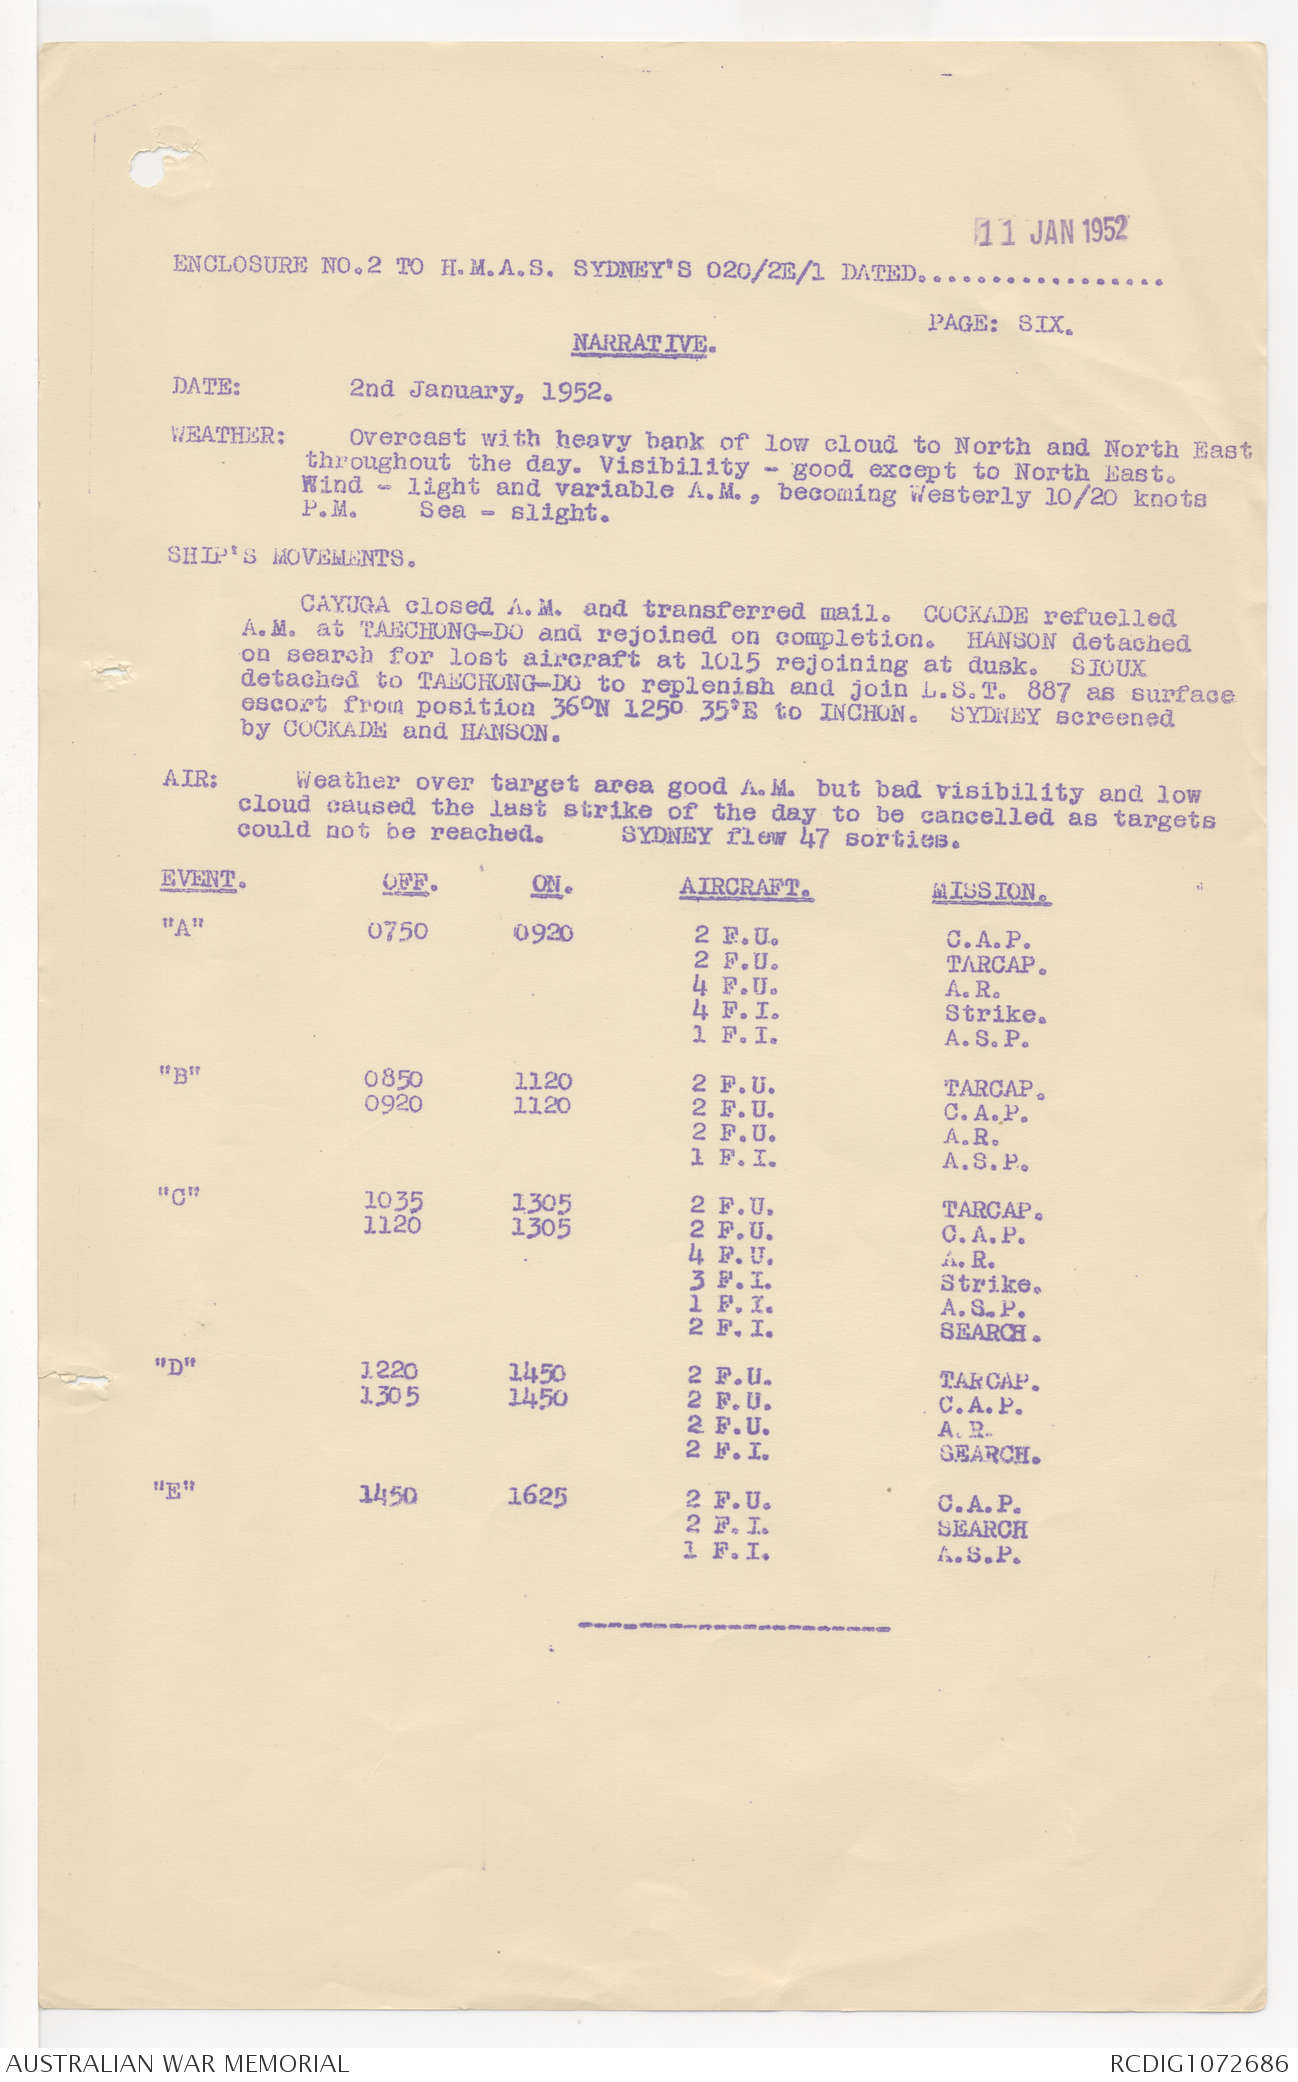 11 JAN 1952
ENCLOSURE NO.2 TO H.M.A.S. SYDNEY'S 020/2E/1 DATED.................
PAGE: SIX.
NARRATIVE.
DATE: 2nd January, 1952.
WEATHER: Overcast with heavy bank of low cloud to North and North East
throughout the day. Visibility - good except to North East.
Wind - light and variable A.M., becoming Westerly 10/20 knots
P.M. Sea - slight.
SHIP'S MOVEMENTS.
CAYUGA closed A.M. and transferred mail. COCKADE refuelled
A.M. at TAECHONG-DO and rejoined on completion. HANSON detached
on search for lost aircraft at 1015 rejoining at dusk. SIOUX
detached to TAECHONG-DO to replenish and join L.S.T. 887 as surface
escort from position 36°N 125° 35'E to INCHON. SYDNEY screened
by COCKADE and HANSON.
AIR: Weather over target area good A.M. but bad visibility and low
cloud caused the last strike of the day to be cancelled as targets
could not be reached. SYDNEY flew 47 sorties.
EVENT. OFF. ON. AIRCRAFT. MISSION.
"A" 0750 0920 2 F.U. C.A.P.
2 F.U. TARCAP.
4 F.U. A.R.
4 F.I. Strike.
1 F.I. A.S.P.
"B" 0850 1120 2 F.U. TARCAP.
0920 1120 2 F.U. C.A.P.
2 F.U. A.R.
1 F.I. A.S.P.
"C" 1035 1305 2 F.U. TARCAP.
1120 1305 2 F.U. C.A.P.
4 F.U. A.R.
3 F.I. Strike.
1 F.I. A.S.P.
2 F.I. SEARCH.
"D" 1220 1450 2 F.U. TARCAP.
1305 1450 2 F.U. C.A.P.
2 F.U. A.R.
2 F.I. SEARCH.
"E" 1450 1625 2 F.U. C.A.P.
2 F.I. SEARCH
1 F.I. A.S.P.
---------------------
AUSTRALIAN WAR MEMORIAL RCDIG1072686